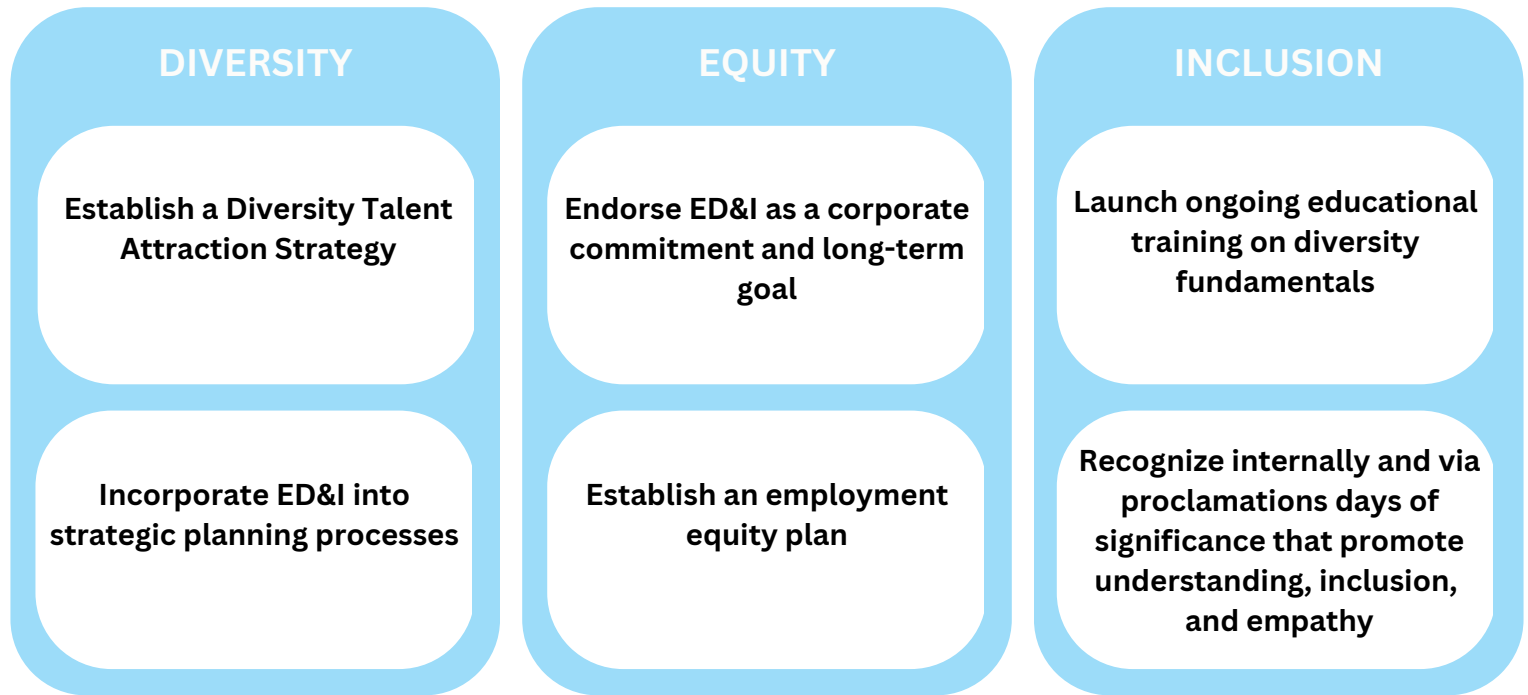 DIVERSITY
Establish a Diversity Talent
Attraction Strategy
Incorporate ED&I into
strategic planning processes
EQUITY
Endorse ED&I as a corporate
commitment and long-term
goal
Establish an employment
equity plan
INCLUSION
Launch ongoing educational
training on diversity
fundamentals
Recognize internally and via
proclamations days of
significance that promote
understanding, inclusion,
and empathy